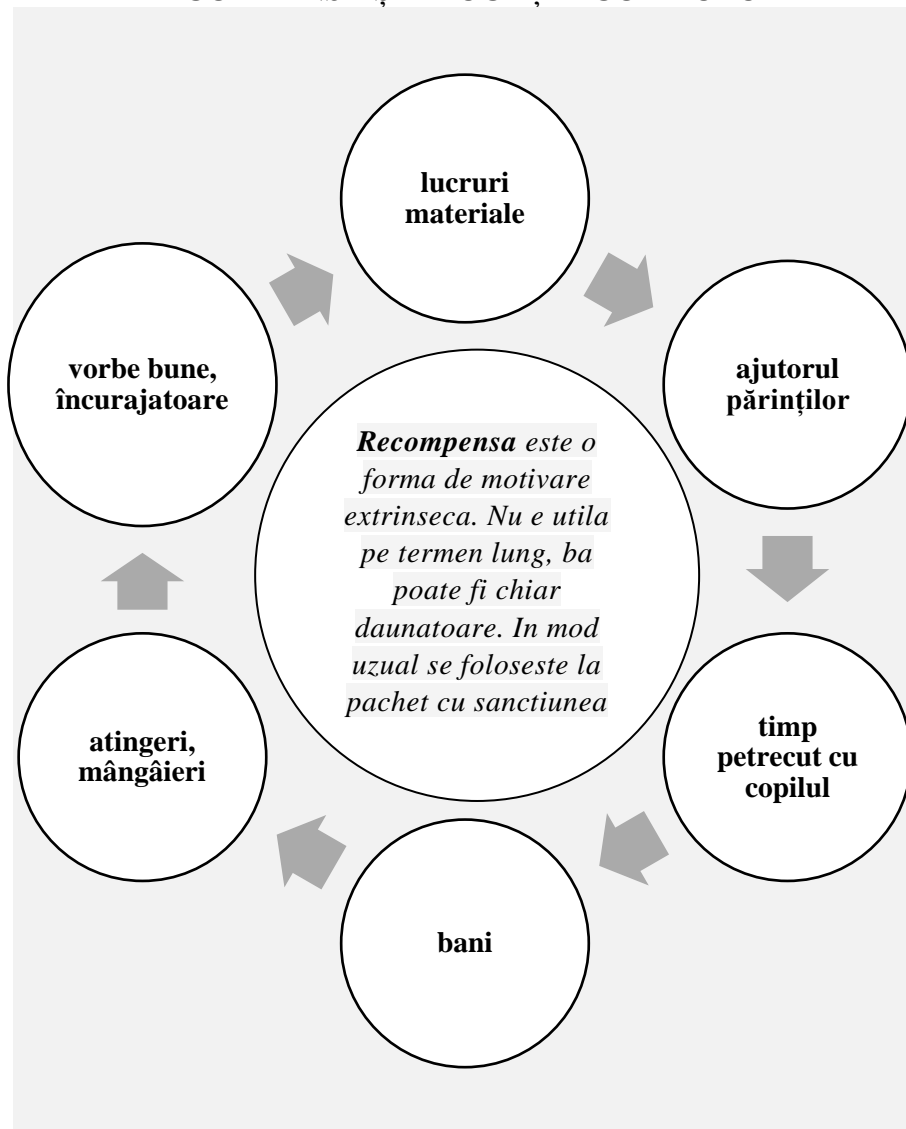 lucruri
materiale
ajutorul
părinților
timp
petrecut cu
copilul
bani
atingeri,
mângâieri
vorbe bune,
încurajatoare
Recompensa este o
forma de motivare
extrinseca. Nu e utila
pe termen lung, ba
poate fi chiar
daunatoare. In mod
uzual se foloseste la
pachet cu sanctiunea